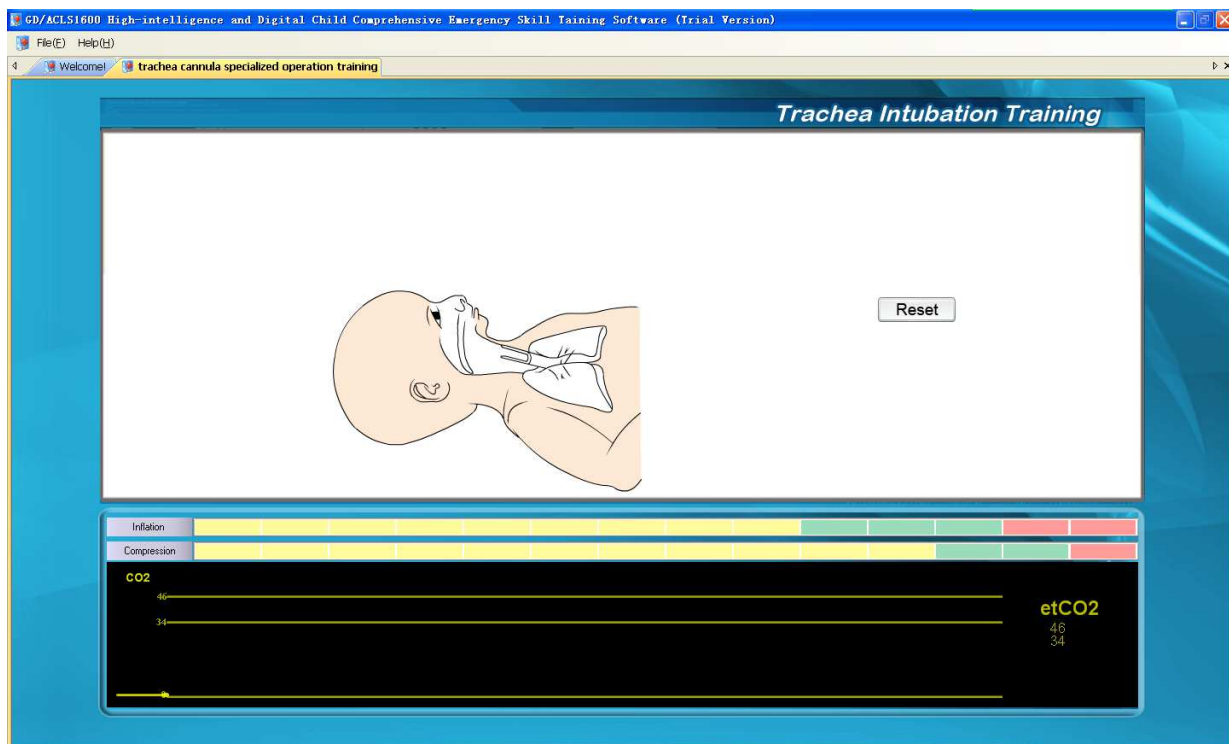 GD/ACLS1600 High-intelligence and Digital Child Comprehensive Emergency Skill Taining Software (Trial Version)
File(F) Help(H)
Welcome! trachea cannula specialized operation training
Trachea Intubation Training
Reset
Inflation
Compression
CO2
46
34
etCO2
46
34